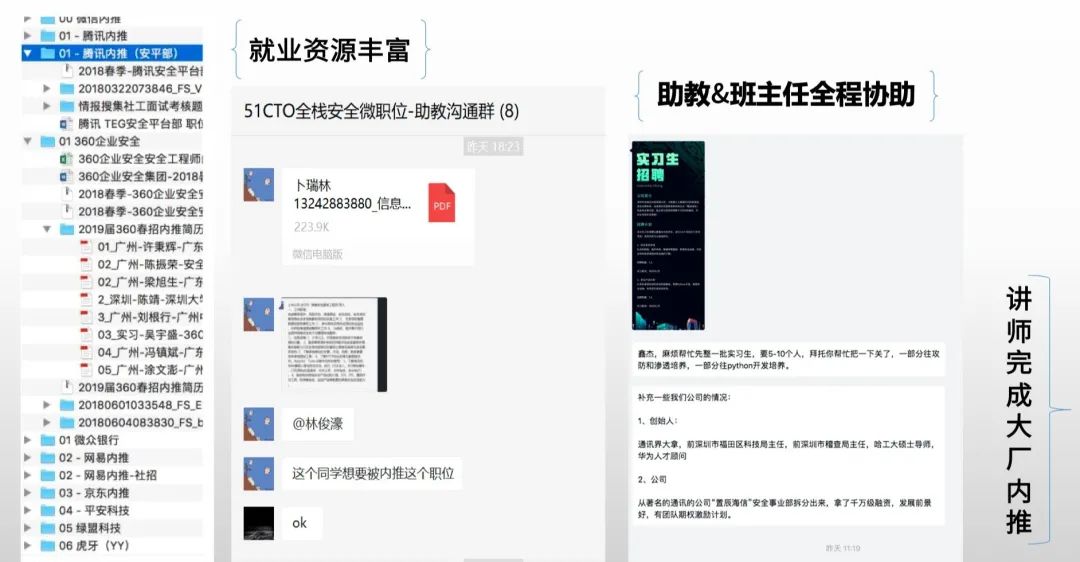 00 微信内推
01 - 腾讯内推
01 - 腾讯内推（安平部）
2018春季-腾讯安全平台部
20180322073846_FS_V
情报搜集社工面试考核题
腾讯 TEG安全平台部 职位
01 360企业安全
360企业安全安全工程师
360企业安全集团-2018
2018春季-360企业安全
2018春季-360企业安全
2019届360春招内推简历
01_广州-许秉辉-广东
02_广州-陈振荣-安全
02_广州-梁旭生-广东
2_深圳-陈靖-深圳大
3_广州-刘根行-广州
03_实习-吴宇盛-360
04_广州-冯镇斌-广东
05_广州-涂文澎-广州
2019届360春招内推简历
20180601033548_FS_E
20180604083830_FS_b
01 微众银行
02 - 网易内推
02 - 网易内推-社招
03 - 京东内推
04 - 平安科技
05 绿盟科技
06 虎牙（YY）
就业资源丰富
51CTO全栈安全微职位-助教沟通群 (8)
昨天 18:23
卜瑞林
13242883880_信息...
PDF
223.9K
微信电脑版
@林俊濠
这个同学想要被内推这个职位
ok
助教&班主任全程协助
实习生
招聘
鑫杰，麻烦帮忙先整一批实习生，要5-10个人，拜托你帮忙把一下关了，一部分往攻
防和渗透培养，一部分往python开发培养。
补充一些我们公司的情况：
1、创始人：
通讯界大拿，前深圳市福田区科技局主任，前深圳市稽查局主任，哈工大硕士导师，
华为人才顾问
2、公司
从著名的通讯的公司“置辰海信”安全事业部拆分出来，拿了千万级融资，发展前景
好，有团队期权激励计划。
昨天 11:19
讲师完成大厂内推